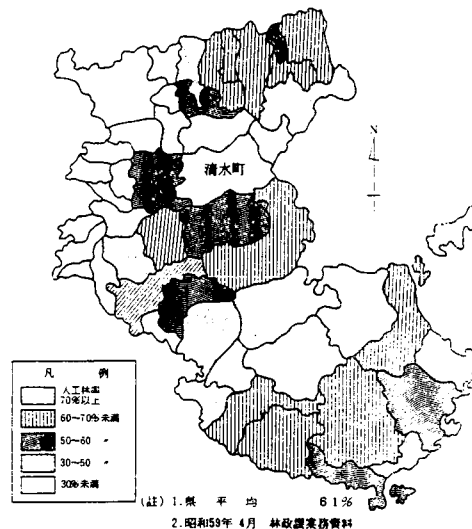 N
清水町
凡 例
人工林率
70%以上
60~70%未満
50~60 〃
30~50 〃
30%未満
(註) 1.県 平 均 61%
2.昭和59年 4月 林政課業務資料